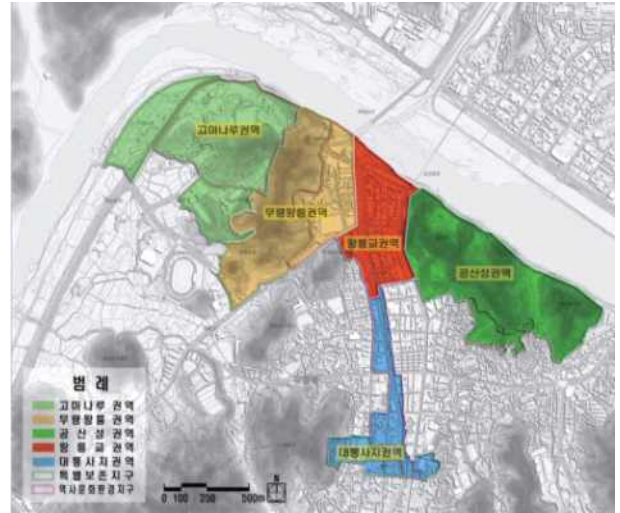 고마나루권역
무령왕릉권역
왕릉교권역
공산성권역
대통사지권역
범 례
고마나루 권역
무령왕릉 권역
공 산 성 권역
왕 릉 교 권역
대통사지권역
특별보존지구
역사문화환경지구
0 100 200 500m
N